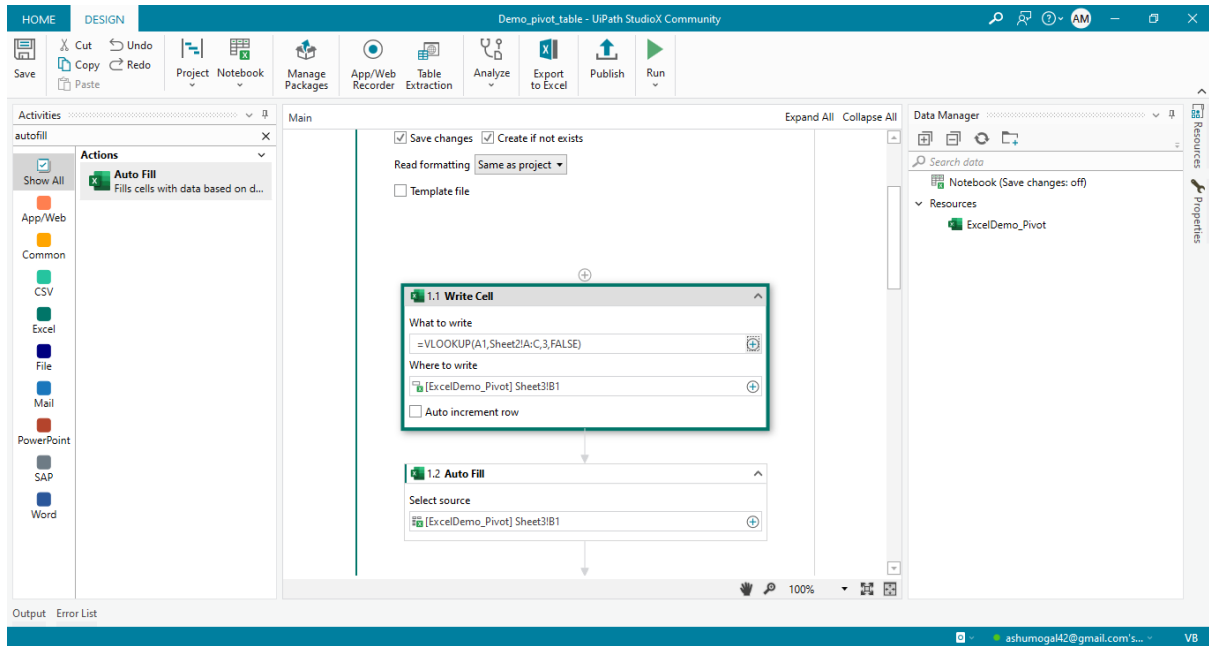 HOME DESIGN Demo_pivot_table - UiPath StudioX Community AM
Save Cut Undo
Copy Redo
Paste
Project Notebook Manage Packages App/Web Recorder Table Extraction Analyze Export to Excel Publish Run
Activities
autofill
Show All
App/Web
Common
CSV
Excel
File
Mail
PowerPoint
SAP
Word
Actions
Auto Fill
Fills cells with data based on d...
Main Expand All Collapse All
Save changes Create if not exists
Read formatting Same as project
Template file
1.1 Write Cell
What to write
=VLOOKUP(A1,Sheet2!A:C,3,FALSE)
Where to write
[ExcelDemo_Pivot] Sheet3!B1
Auto increment row
1.2 Auto Fill
Select source
[ExcelDemo_Pivot] Sheet3!B1
100%
Data Manager
Search data
Notebook (Save changes: off)
Resources
ExcelDemo_Pivot
Resources
Properties
Output Error List
ashumogal42@gmail.com's... VB